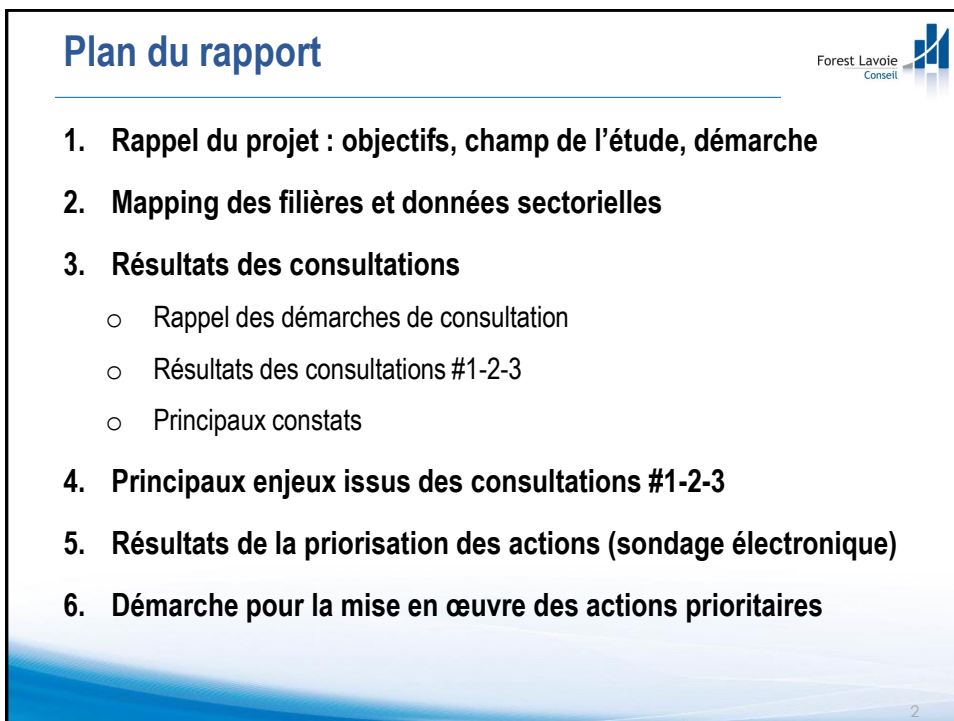 Plan du rapport
Forest Lavoie
Conseil
1. Rappel du projet : objectifs, champ de l’étude, démarche
2. Mapping des filières et données sectorielles
3. Résultats des consultations
o Rappel des démarches de consultation
o Résultats des consultations #1-2-3
o Principaux constats
4. Principaux enjeux issus des consultations #1-2-3
5. Résultats de la priorisation des actions (sondage électronique)
6. Démarche pour la mise en œuvre des actions prioritaires
2